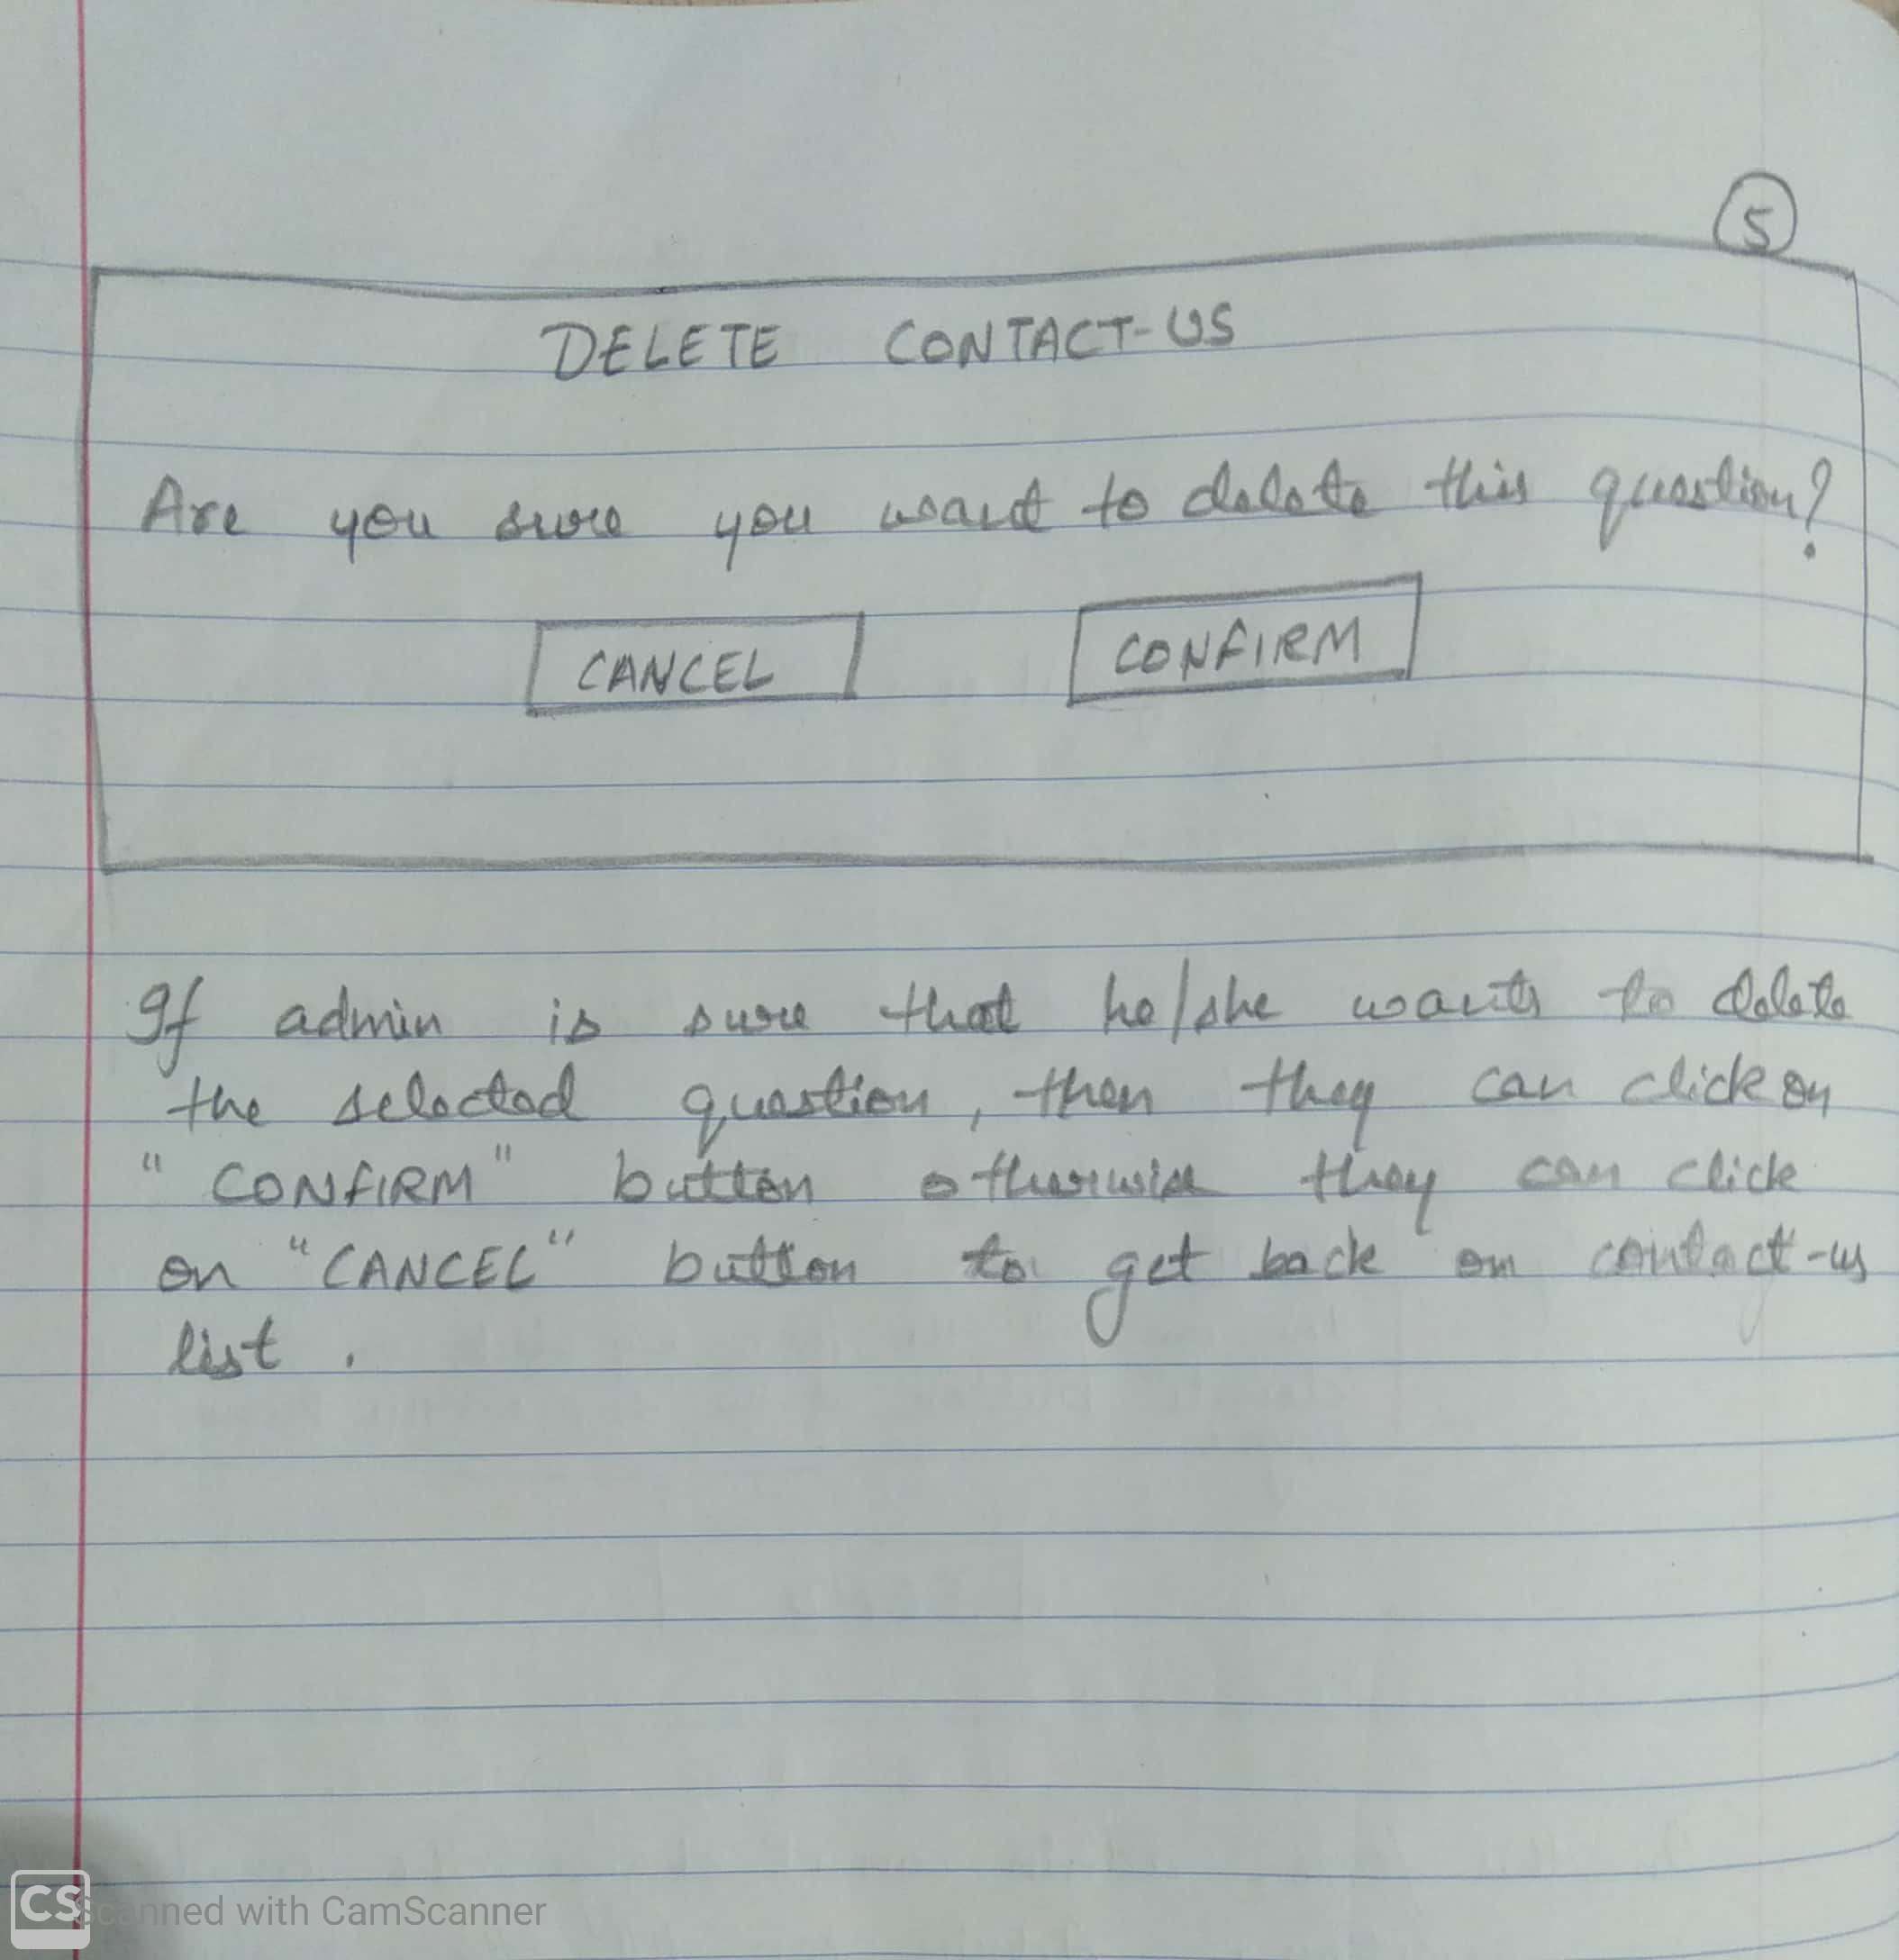 5
DELETE CONTACT-US
Are you sure you want to delete this question?
CANCEL CONFIRM
If admin is sure that he/she wants to delete
the selected question, then they can click on
"CONFIRM" button otherwise they can click
on "CANCEL" button to get back on contact-us
list.
CS Scanned with CamScanner